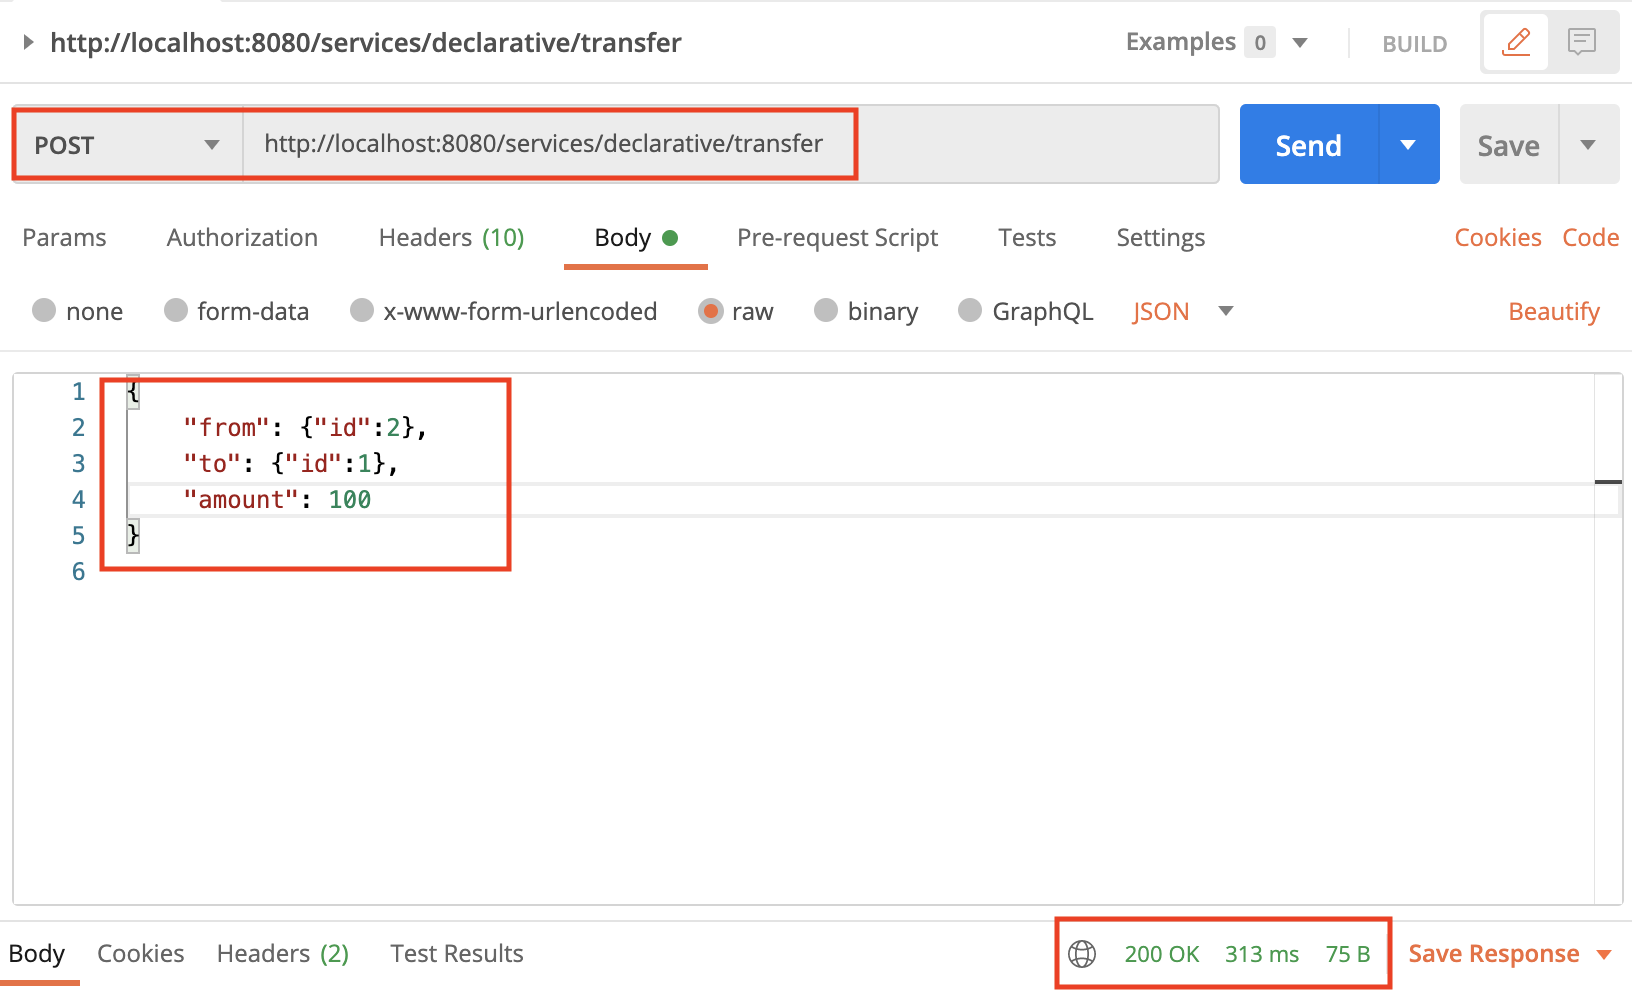 http://localhost:8080/services/declarative/transfer Examples 0 BUILD
POST http://localhost:8080/services/declarative/transfer Send Save
Params Authorization Headers (10) Body Pre-request Script Tests Settings Cookies Code
none form-data x-www-form-urlencoded raw binary GraphQL JSON Beautify
1 {
2 "from": {"id":2},
3 "to": {"id":1},
4 "amount": 100
5 }
6
Body Cookies Headers (2) Test Results 200 OK 313 ms 75 B Save Response